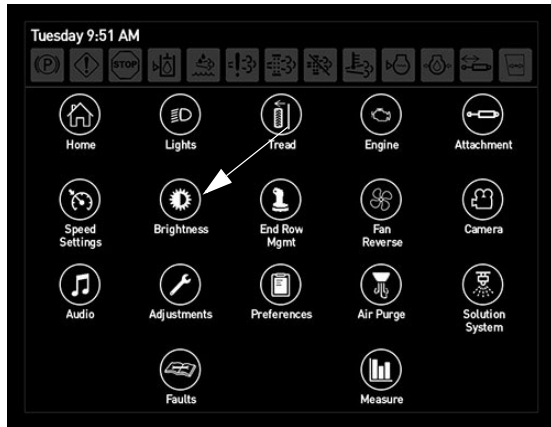 Tuesday 9:51 AM
(P) STOP
Home Lights Tread Engine Attachment
Speed Brightness End Row Fan Camera
Settings Mgmt Reverse
Audio Adjustments Preferences Air Purge Solution
System
Faults Measure